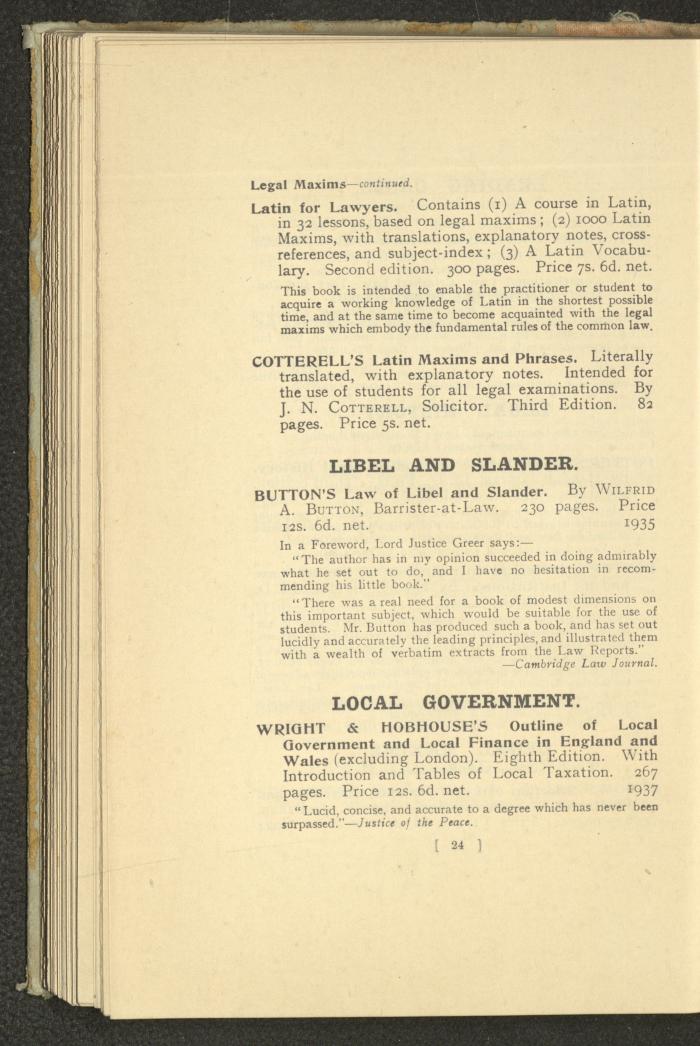 Legal Maxims—continued.
Latin for Lawyers. Contains (1) A course in Latin,
in 32 lessons, based on legal maxims; (2) 1000 Latin
Maxims, with translations, explanatory notes, cross-
references, and subject-index; (3) A Latin Vocabu-
lary. Second edition. 300 pages. Price 7s. 6d. net.
This book is intended to enable the practitioner or student to
acquire a working knowledge of Latin in the shortest possible
time, and at the same time to become acquainted with the legal
maxims which embody the fundamental rules of the common law.
COTTERELL'S Latin Maxims and Phrases. Literally
translated, with explanatory notes. Intended for
the use of students for all legal examinations. By
J. N. COTTERELL, Solicitor. Third Edition. 82
pages. Price 5s. net.
LIBEL AND SLANDER.
BUTTON'S Law of Libel and Slander. By WILFRID
A. BUTTON, Barrister-at-Law. 230 pages. Price
12s. 6d. net. 1935
In a Foreword, Lord Justice Greer says:—
"The author has in my opinion succeeded in doing admirably
what he set out to do, and I have no hesitation in recom-
mending his little book."
"There was a real need for a book of modest dimensions on
this important subject, which would be suitable for the use of
students. Mr. Button has produced such a book, and has set out
lucidly and accurately the leading principles, and illustrated them
with a wealth of verbatim extracts from the Law Reports."
—Cambridge Law Journal.
LOCAL GOVERNMENT.
WRIGHT & HOBHOUSE'S Outline of Local
Government and Local Finance in England and
Wales (excluding London). Eighth Edition. With
Introduction and Tables of Local Taxation. 267
pages. Price 12s. 6d. net. 1937
"Lucid, concise, and accurate to a degree which has never been
surpassed."—Justice of the Peace.
[ 24 ]